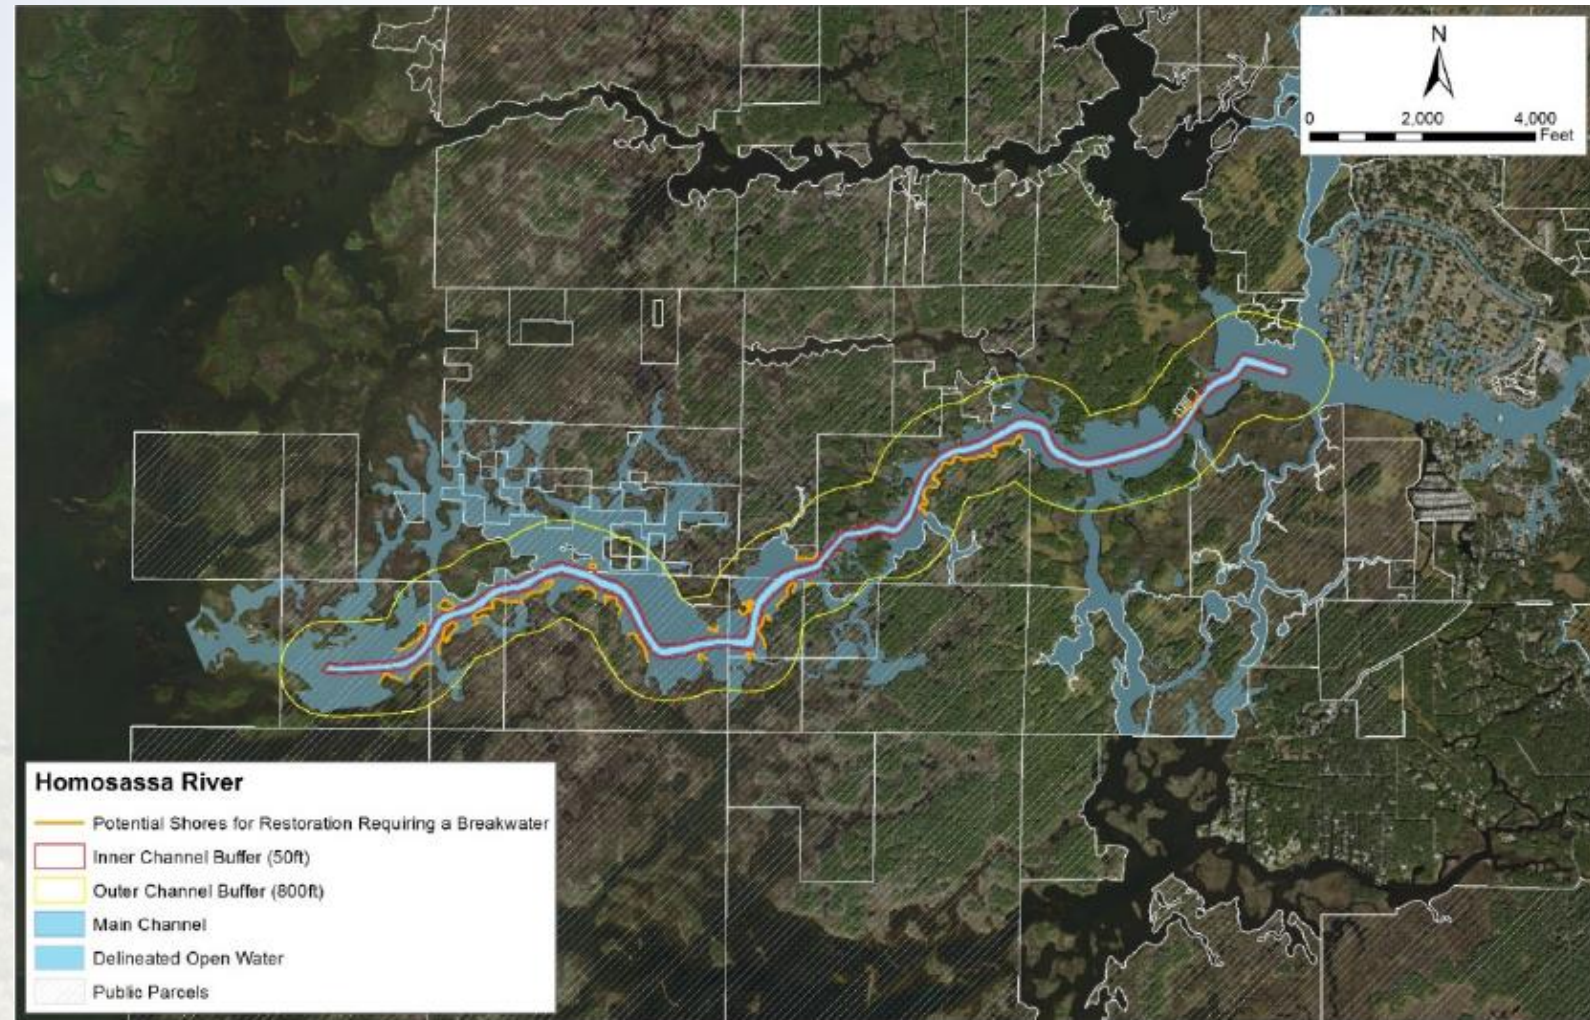 N
0 2,000 4,000
Feet
Homosassa River
Potential Shores for Restoration Requiring a Breakwater
Inner Channel Buffer (50ft)
Outer Channel Buffer (800ft)
Main Channel
Delineated Open Water
Public Parcels